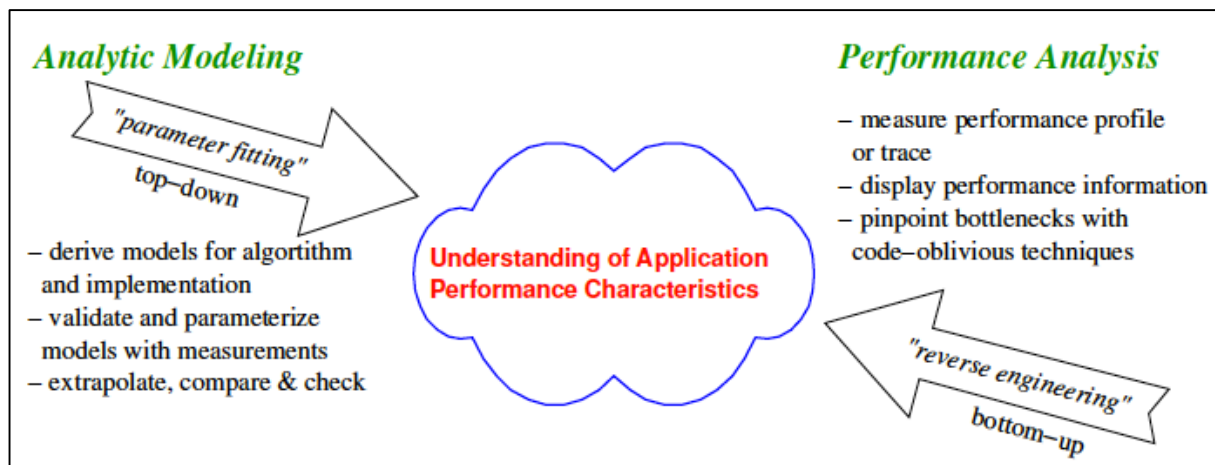 Analytic Modeling
"parameter fitting"
top–down
– derive models for algortithm
and implementation
– validate and parameterize
models with measurements
– extrapolate, compare & check
Understanding of Application
Performance Characteristics
Performance Analysis
– measure performance profile
or trace
– display performance information
– pinpoint bottlenecks with
code–oblivious techniques
"reverse engineering"
bottom–up